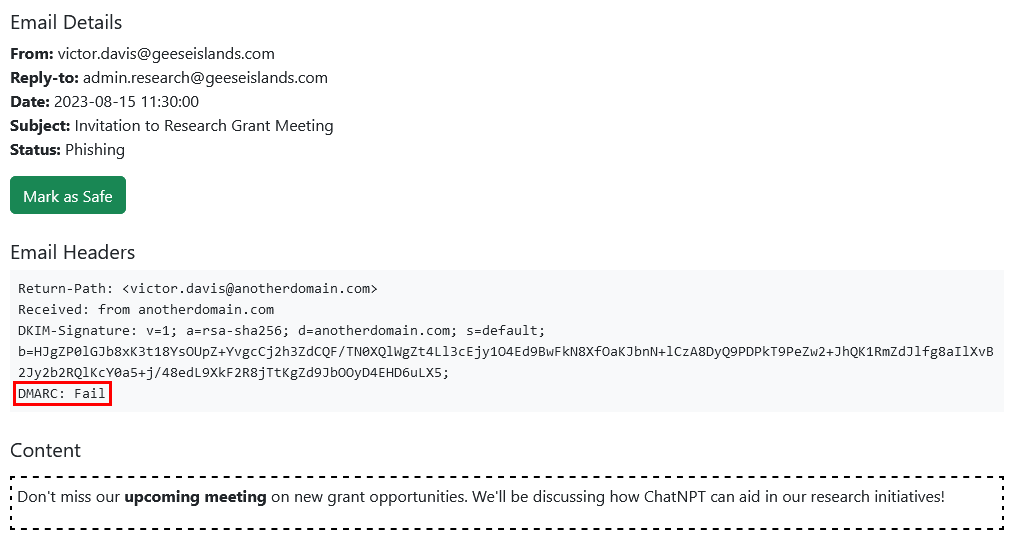 Email Details
From: victor.davis@geeseislands.com
Reply-to: admin.research@geeseislands.com
Date: 2023-08-15 11:30:00
Subject: Invitation to Research Grant Meeting
Status: Phishing
Mark as Safe
Email Headers
Return-Path: <victor.davis@anotherdomain.com>
Received: from anotherdomain.com
DKIM-Signature: v=1; a=rsa-sha256; d=anotherdomain.com; s=default;
b=HJgZP0lGJb8xK3t18YsOUpZ+YvgcCj2h3ZdCQF/TN0XQlWgZt4Ll3cEjy1O4Ed9BwFkN8XfOaKJbnN+lCzA8DyQ9PDPkT9PeZw2+JhQK1RmZdJlfg8aIlXvB
2Jy2b2RQlKcY0a5+j/48edL9XkF2R8jTtKgZd9JbOOyD4EHD6uLX5;
DMARC: Fail
Content
Don't miss our upcoming meeting on new grant opportunities. We'll be discussing how ChatNPT can aid in our research initiatives!